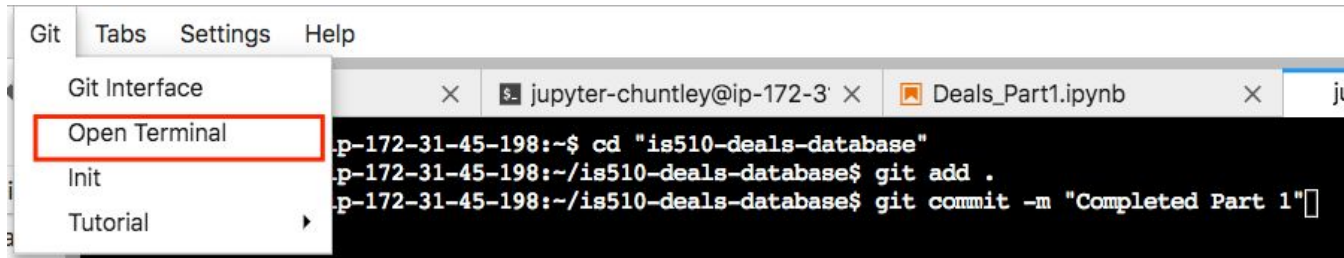 Git Tabs Settings Help
Git Interface
jupyter-chuntley@ip-172-3
Deals_Part1.ipynb
Open Terminal
p-172-31-45-198:~$ cd "is510-deals-database"
Init
p-172-31-45-198:~/is510-deals-database$ git add .
p-172-31-45-198:~/is510-deals-database$ git commit -m "Completed Part 1"
Tutorial